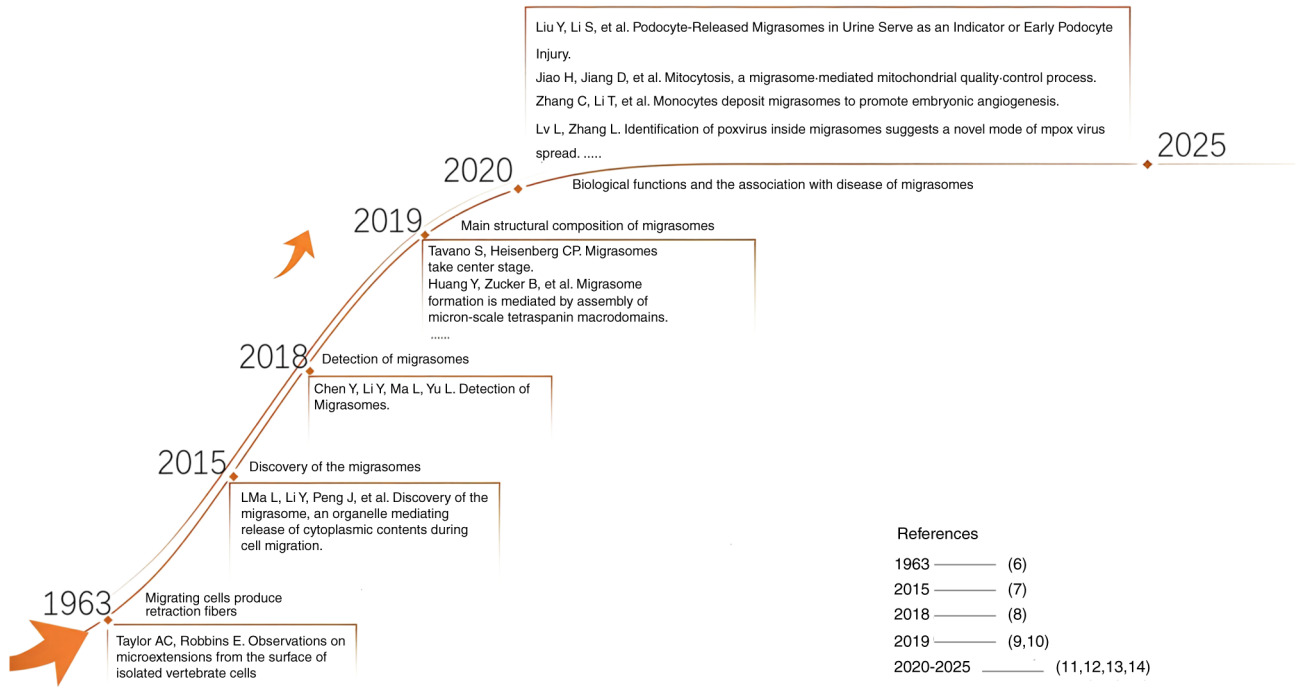 Liu Y, Li S, et al. Podocyte-Released Migrasomes in Urine Serve as an Indicator or Early Podocyte
Injury.
Jiao H, Jiang D, et al. Mitocytosis, a migrasome-mediated mitochondrial quality-control process.
Zhang C, Li T, et al. Monocytes deposit migrasomes to promote embryonic angiogenesis.
Lv L, Zhang L. Identification of poxvirus inside migrasomes suggests a novel mode of mpox virus
spread. .....
2025
2020
Biological functions and the association with disease of migrasomes
2019
Main structural composition of migrasomes
Tavano S, Heisenberg CP. Migrasomes
take center stage.
Huang Y, Zucker B, et al. Migrasome
formation is mediated by assembly of
micron-scale tetraspanin macrodomains.
......
2018
Detection of migrasomes
Chen Y, Li Y, Ma L, Yu L. Detection of
Migrasomes.
2015
Discovery of the migrasomes
LMa L, Li Y, Peng J, et al. Discovery of the
migrasome, an organelle mediating
release of cytoplasmic contents during
cell migration.
1963
Migrating cells produce
retraction fibers
Taylor AC, Robbins E. Observations on
microextensions from the surface of
isolated vertebrate cells
References
1963 (6)
2015 (7)
2018 (8)
2019 (9,10)
2020-2025 (11,12,13,14)